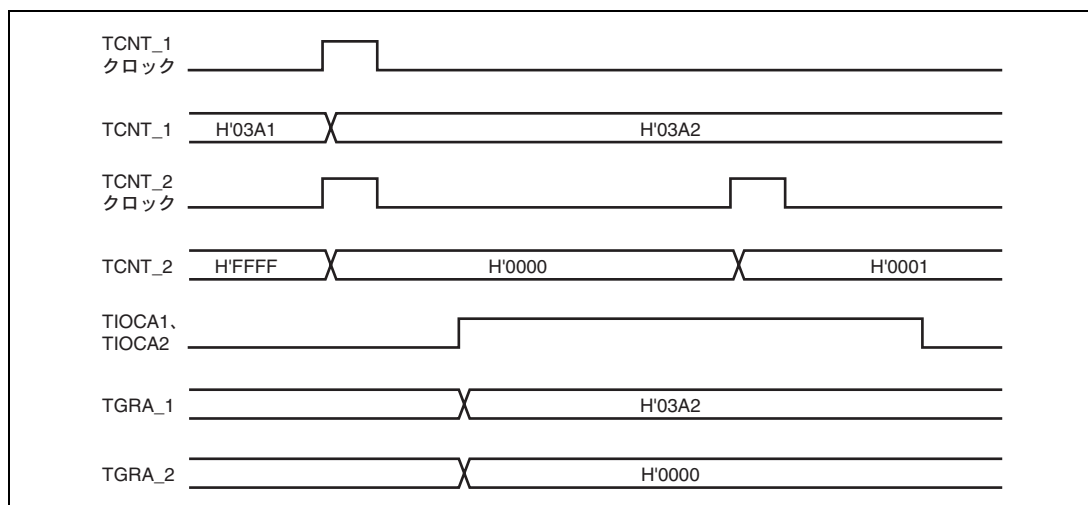 TCNT_1
クロック
TCNT_1
H'03A1
H'03A2
TCNT_2
クロック
TCNT_2
H'FFFF
H'0000
H'0001
TIOCA1、
TIOCA2
TGRA_1
H'03A2
TGRA_2
H'0000